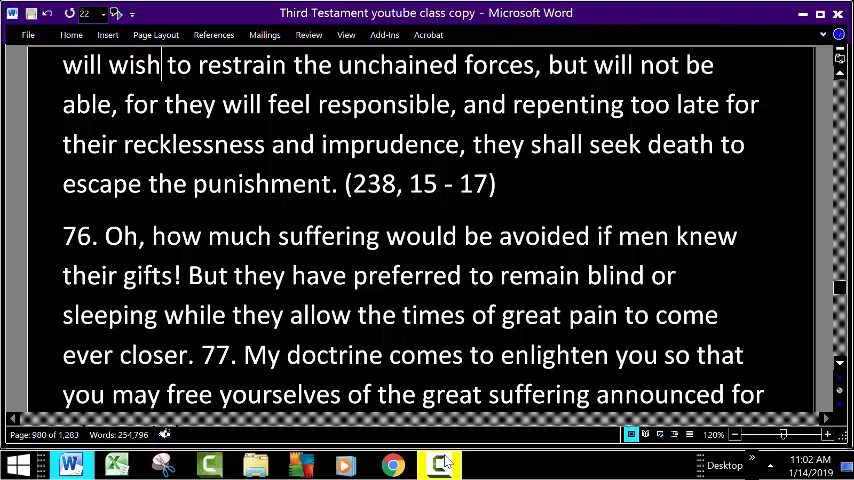 Third Testament youtube class copy - Microsoft Word
22
File Home Insert Page Layout References Mailings Review View Add-Ins Acrobat
will wish to restrain the unchained forces, but will not be
able, for they will feel responsible, and repenting too late for
their recklessness and imprudence, they shall seek death to
escape the punishment. (238, 15 - 17)
76. Oh, how much suffering would be avoided if men knew
their gifts! But they have preferred to remain blind or
sleeping while they allow the times of great pain to come
ever closer. 77. My doctrine comes to enlighten you so that
you may free yourselves of the great suffering announced for
Page: 980 of 1,283 Words: 254,796 120%
Desktop
11:02 AM
1/14/2019